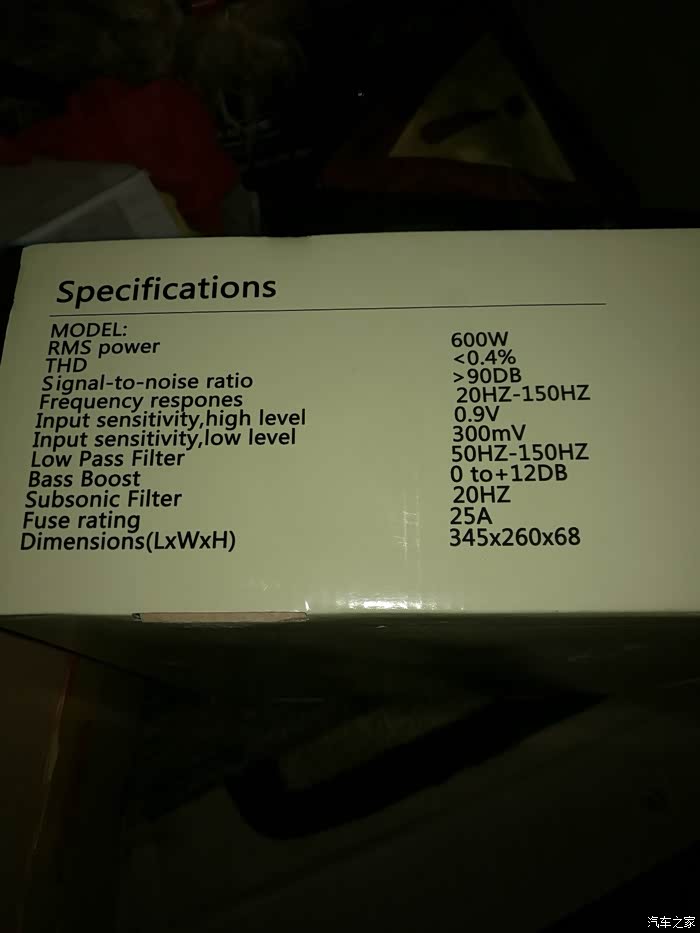 Specifications
MODEL:
RMS power 600W
THD <0.4%
Signal-to-noise ratio >90DB
Frequency respones 20HZ-150HZ
Input sensitivity,high level 0.9V
Input sensitivity,low level 300mV
Low Pass Filter 50HZ-150HZ
Bass Boost 0 to+12DB
Subsonic Filter 20HZ
Fuse rating 25A
Dimensions(LxWxH) 345x260x68
汽车之家